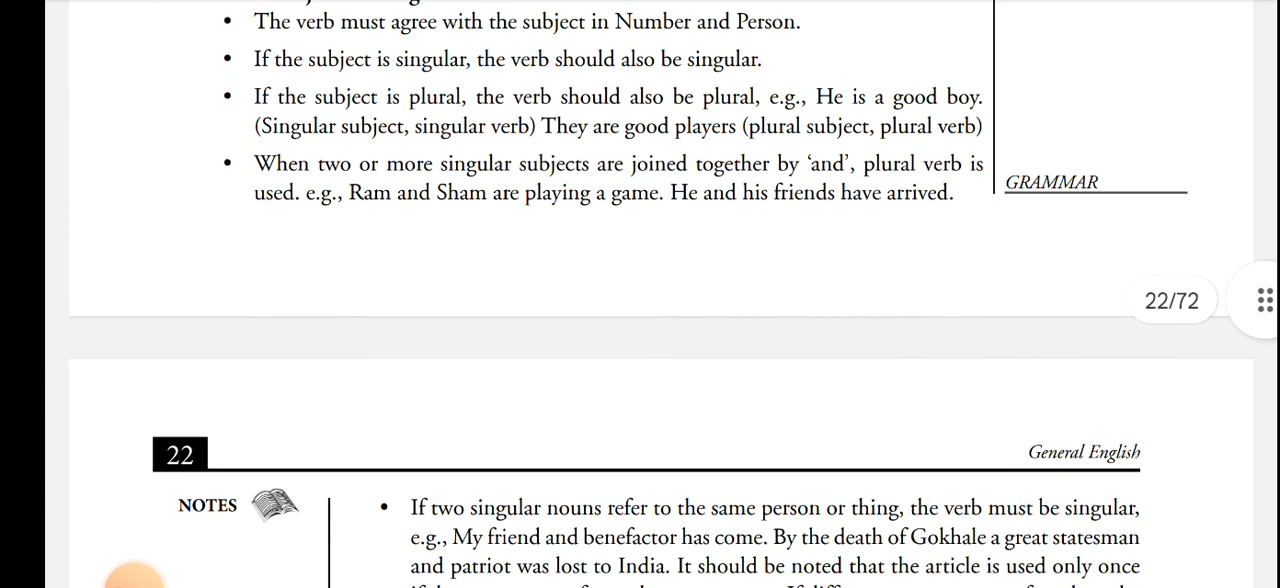 • The verb must agree with the subject in Number and Person.
• If the subject is singular, the verb should also be singular.
• If the subject is plural, the verb should also be plural, e.g., He is a good boy.
(Singular subject, singular verb) They are good players (plural subject, plural verb)
• When two or more singular subjects are joined together by ‘and’, plural verb is
used. e.g., Ram and Sham are playing a game. He and his friends have arrived.
GRAMMAR
22/72
22
General English
NOTES
• If two singular nouns refer to the same person or thing, the verb must be singular,
e.g., My friend and benefactor has come. By the death of Gokhale a great statesman
and patriot was lost to India. It should be noted that the article is used only once